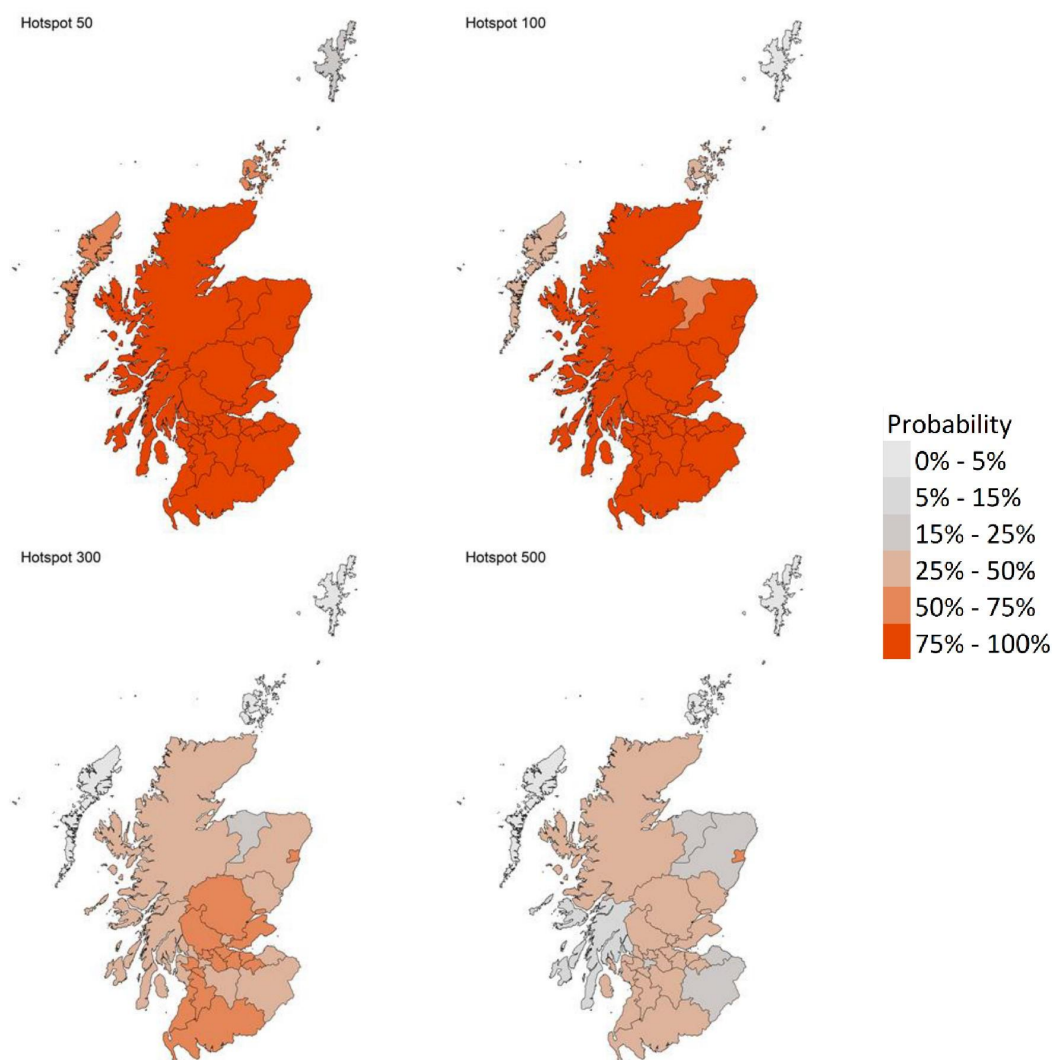 Hotspot 50
Hotspot 100
Probability
0% - 5%
5% - 15%
15% - 25%
25% - 50%
50% - 75%
75% - 100%
Hotspot 300
Hotspot 500